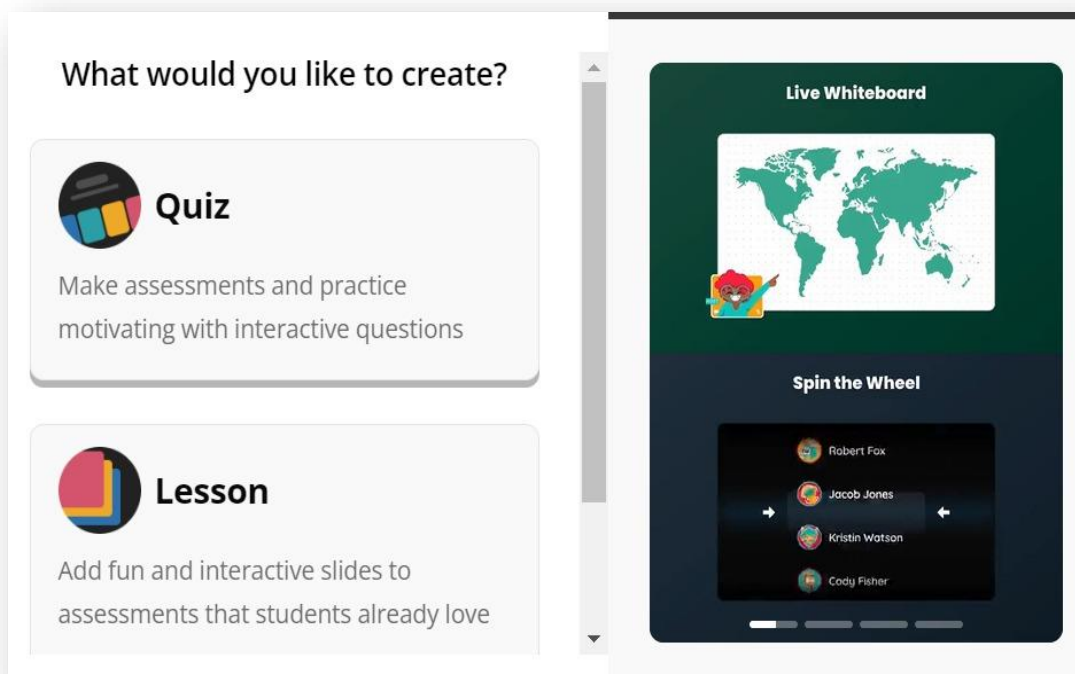 What would you like to create?
Quiz
Make assessments and practice
motivating with interactive questions
Lesson
Add fun and interactive slides to
assessments that students already love
Live Whiteboard
Spin the Wheel
Robert Fox
Jacob Jones
Kristin Watson
Cody Fisher